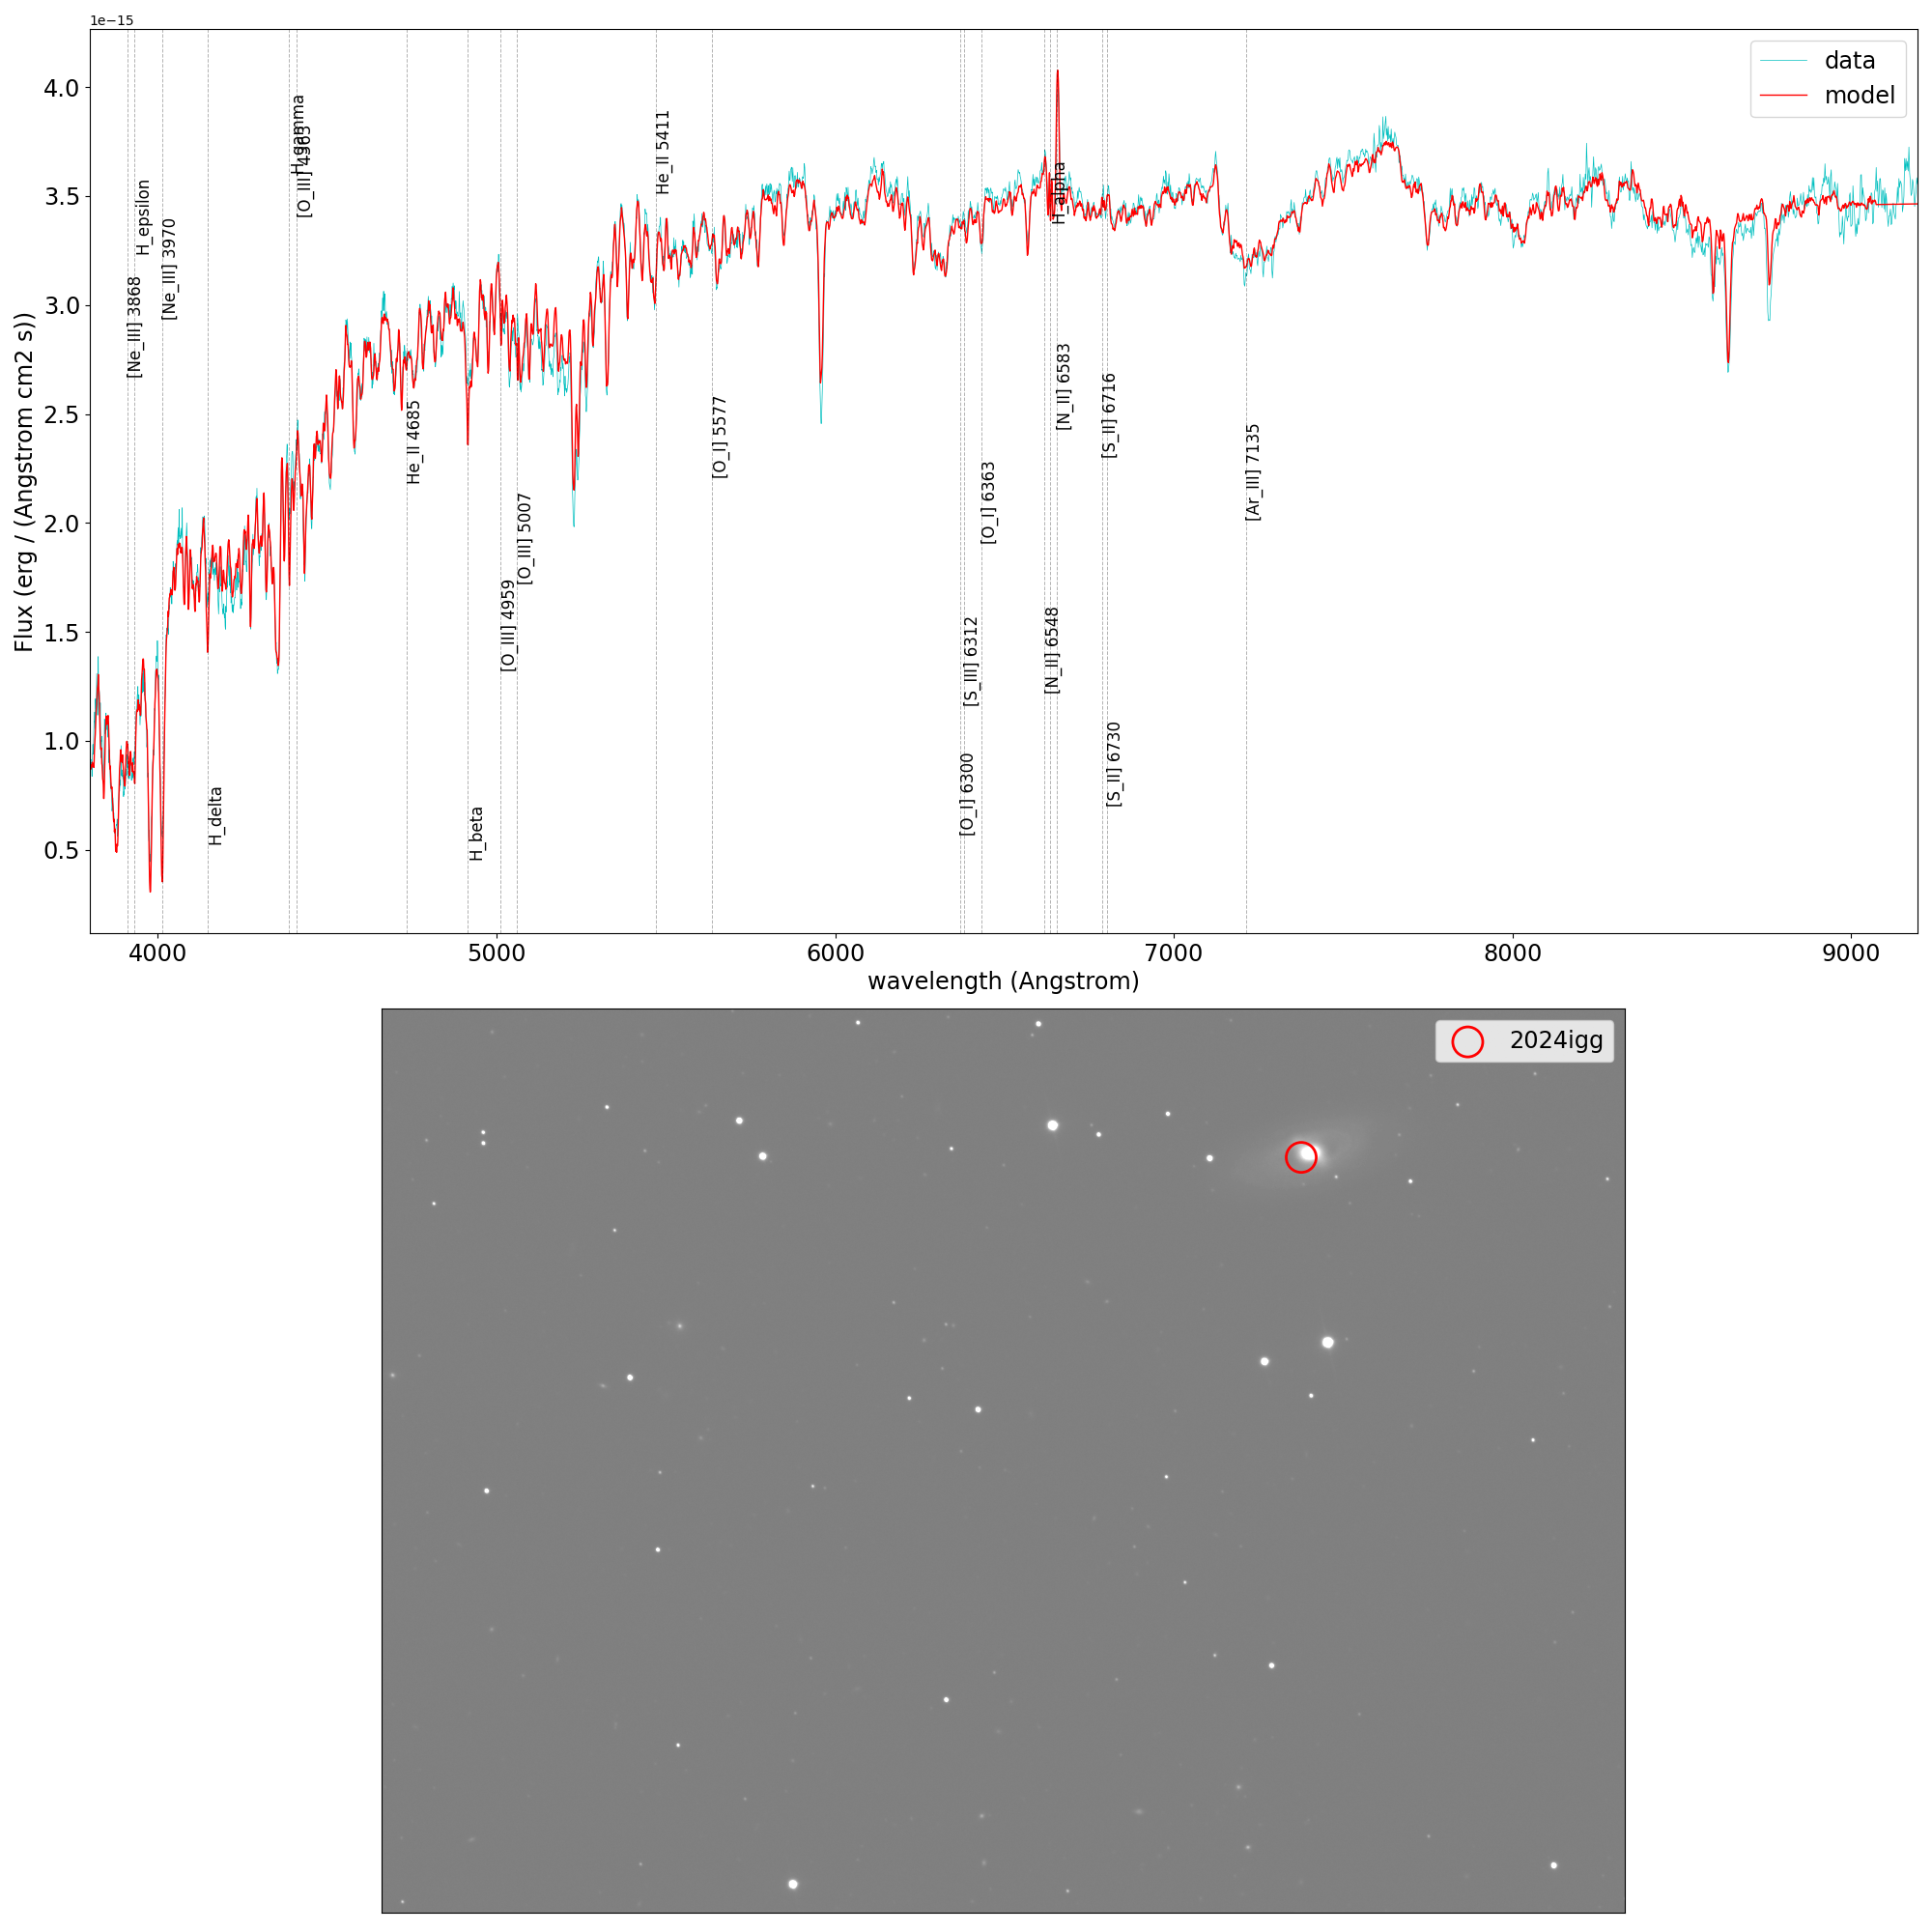 1e−15
data
model
4.0
3.5
3.0
2.5
2.0
1.5
1.0
0.5
Flux (erg / (Angstrom cm2 s))
[Ne_III] 3868
H_epsilon
[Ne_III] 3970
H_delta
H_gamma
He_II 4685
H_beta
[O_III] 4959
[O_III] 5007
He_II 5411
[O_I] 5577
[O_I] 6300
[S_III] 6312
[O_I] 6363
[N_II] 6548
H_alpha
[N_II] 6583
[S_II] 6716
[S_II] 6730
[Ar_III] 7135
4000
5000
6000
7000
8000
9000
wavelength (Angstrom)
2024igg